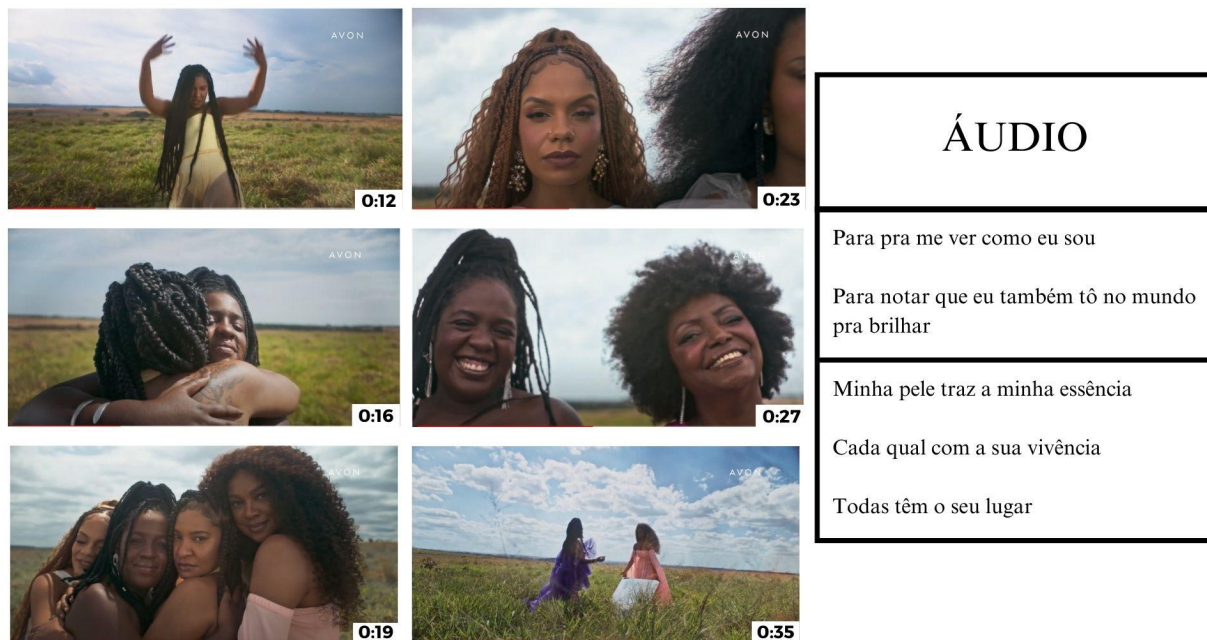 AVON
0:12
AVON
0:23
AVON
0:16
AV
0:27
AVON
0:19
AVON
0:35
ÁUDIO
Para pra me ver como eu sou
Para notar que eu também tô no mundo
pra brilhar
Minha pele traz a minha essência
Cada qual com a sua vivência
Todas têm o seu lugar